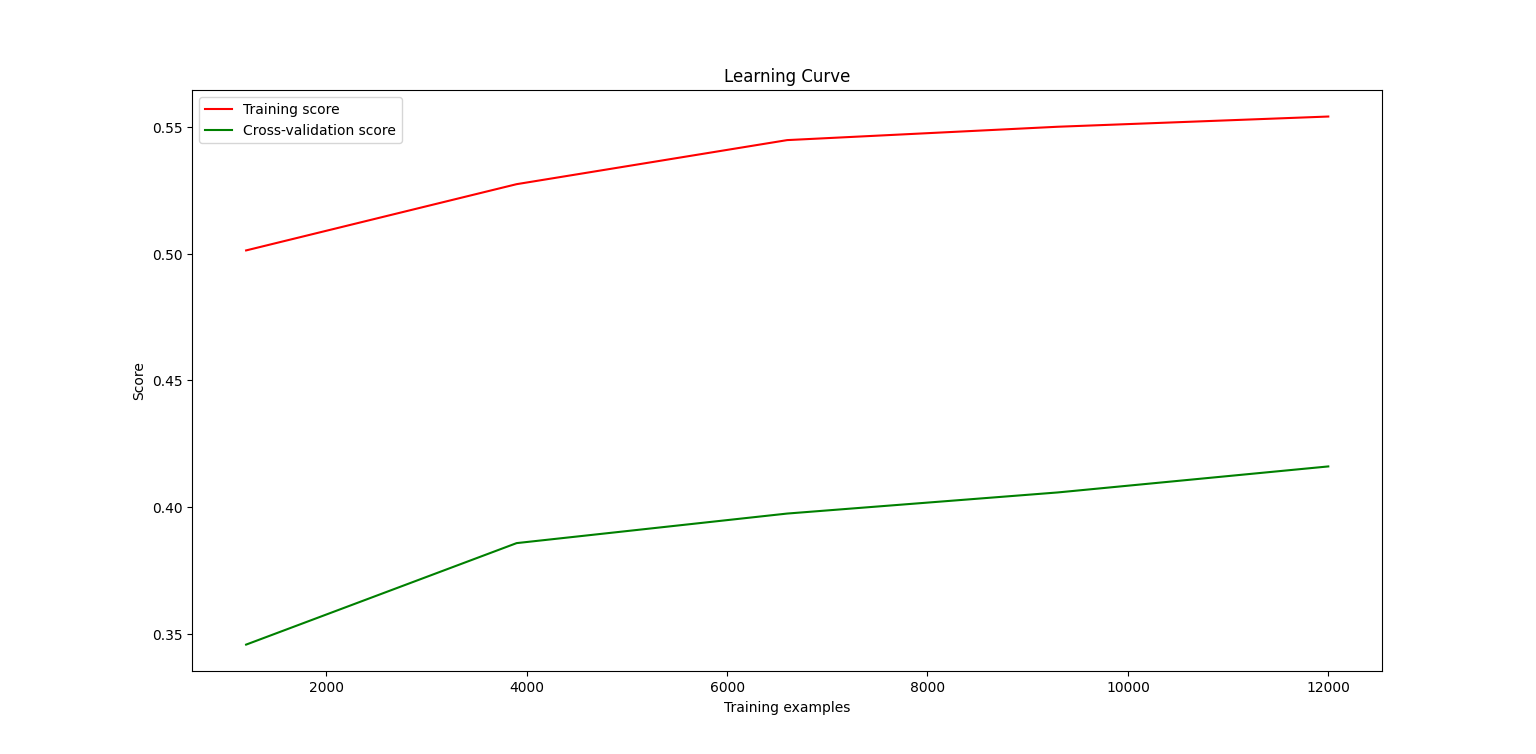 Learning Curve
Training score
Cross-validation score
0.55
0.50
0.45
0.40
0.35
Score
2000 4000 6000 8000 10000 12000
Training examples